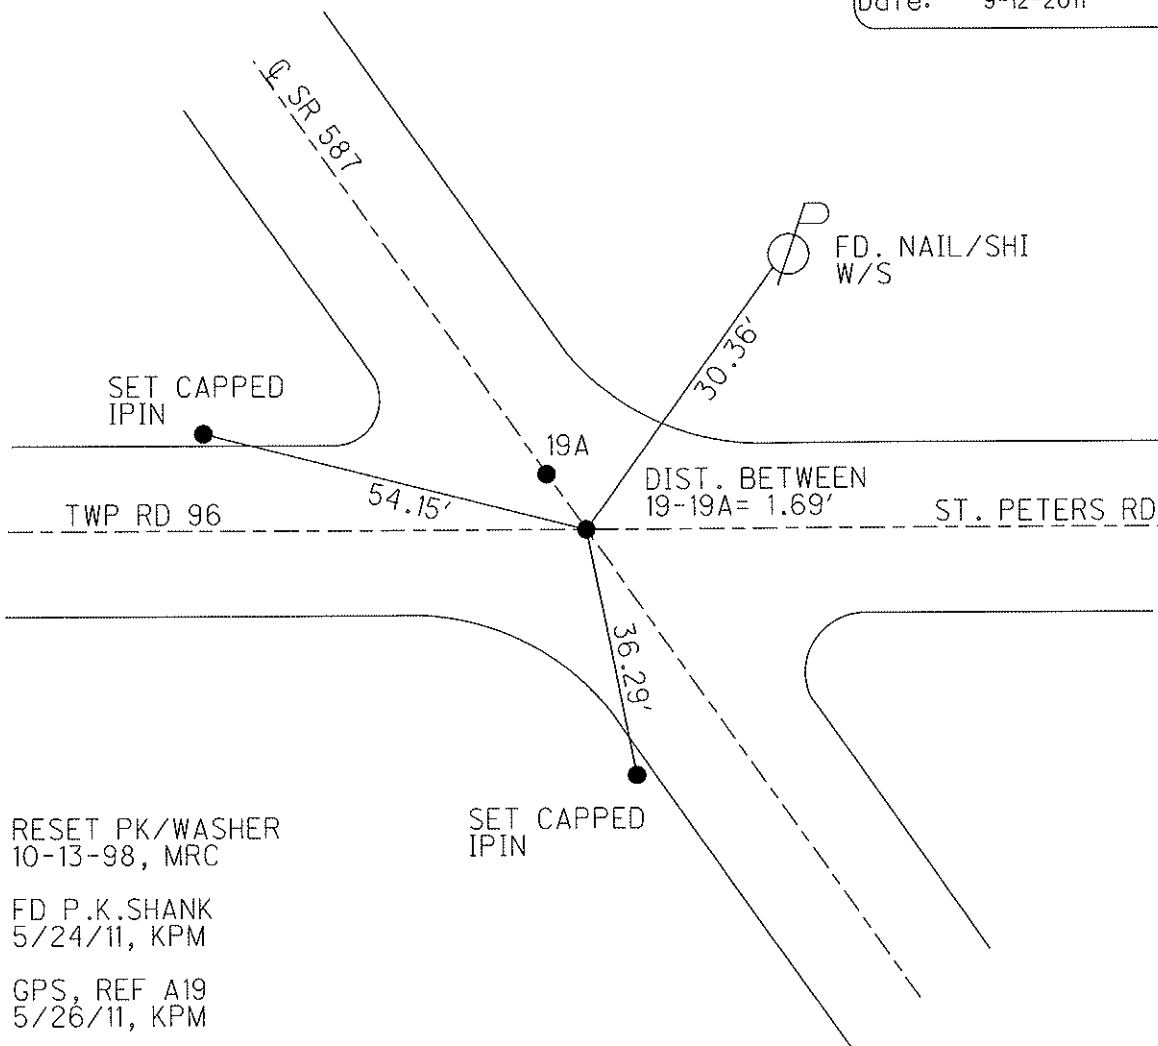 Date: 9-12-2011
℄ SR 587
FD. NAIL/SHI
W/S
30.36'
SET CAPPED
IPIN
19A
54.15'
DIST. BETWEEN
19-19A= 1.69'
TWP RD 96
ST. PETERS RD
36.29'
SET CAPPED
IPIN
RESET PK/WASHER
10-13-98, MRC
FD P.K.SHANK
5/24/11, KPM
GPS, REF A19
5/26/11, KPM